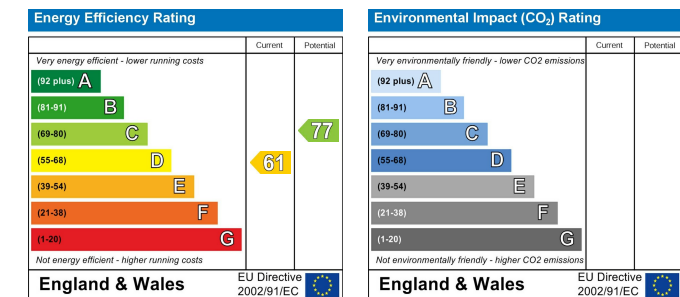 Energy Efficiency Rating
Current Potential
Very energy efficient - lower running costs
(92 plus) A
(81-91) B
(69-80) C
77
(55-68) D
61
(39-54) E
(21-38) F
(1-20) G
Not energy efficient - higher running costs
England & Wales
EU Directive
2002/91/EC
Environmental Impact (CO₂) Rating
Current Potential
Very environmentally friendly - lower CO2 emissions
(92 plus) A
(81-91) B
(69-80) C
(55-68) D
(39-54) E
(21-38) F
(1-20) G
Not environmentally friendly - higher CO2 emissions
England & Wales
EU Directive
2002/91/EC